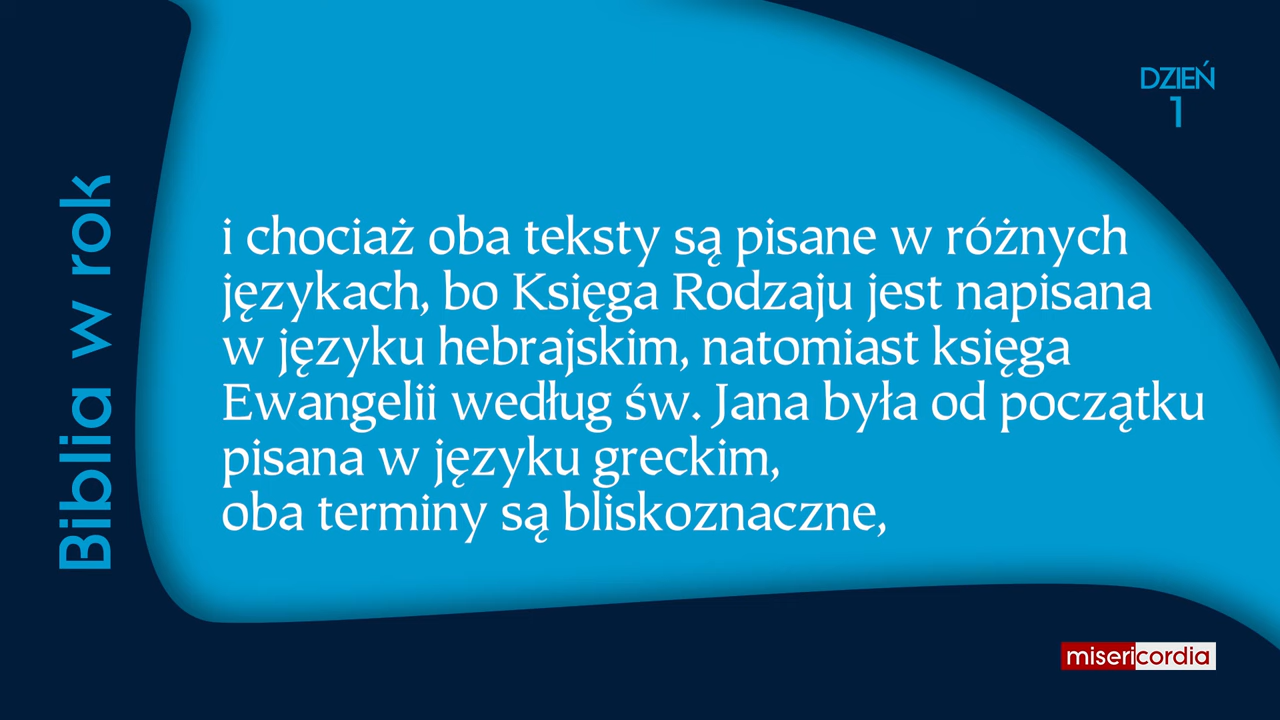 DZIEŃ
1
Biblia w rok
i chociaż oba teksty są pisane w różnych
językach, bo Księga Rodzaju jest napisana
w języku hebrajskim, natomiast księga
Ewangelii według św. Jana była od początku
pisana w języku greckim,
oba terminy są bliskoznaczne,
misericordia